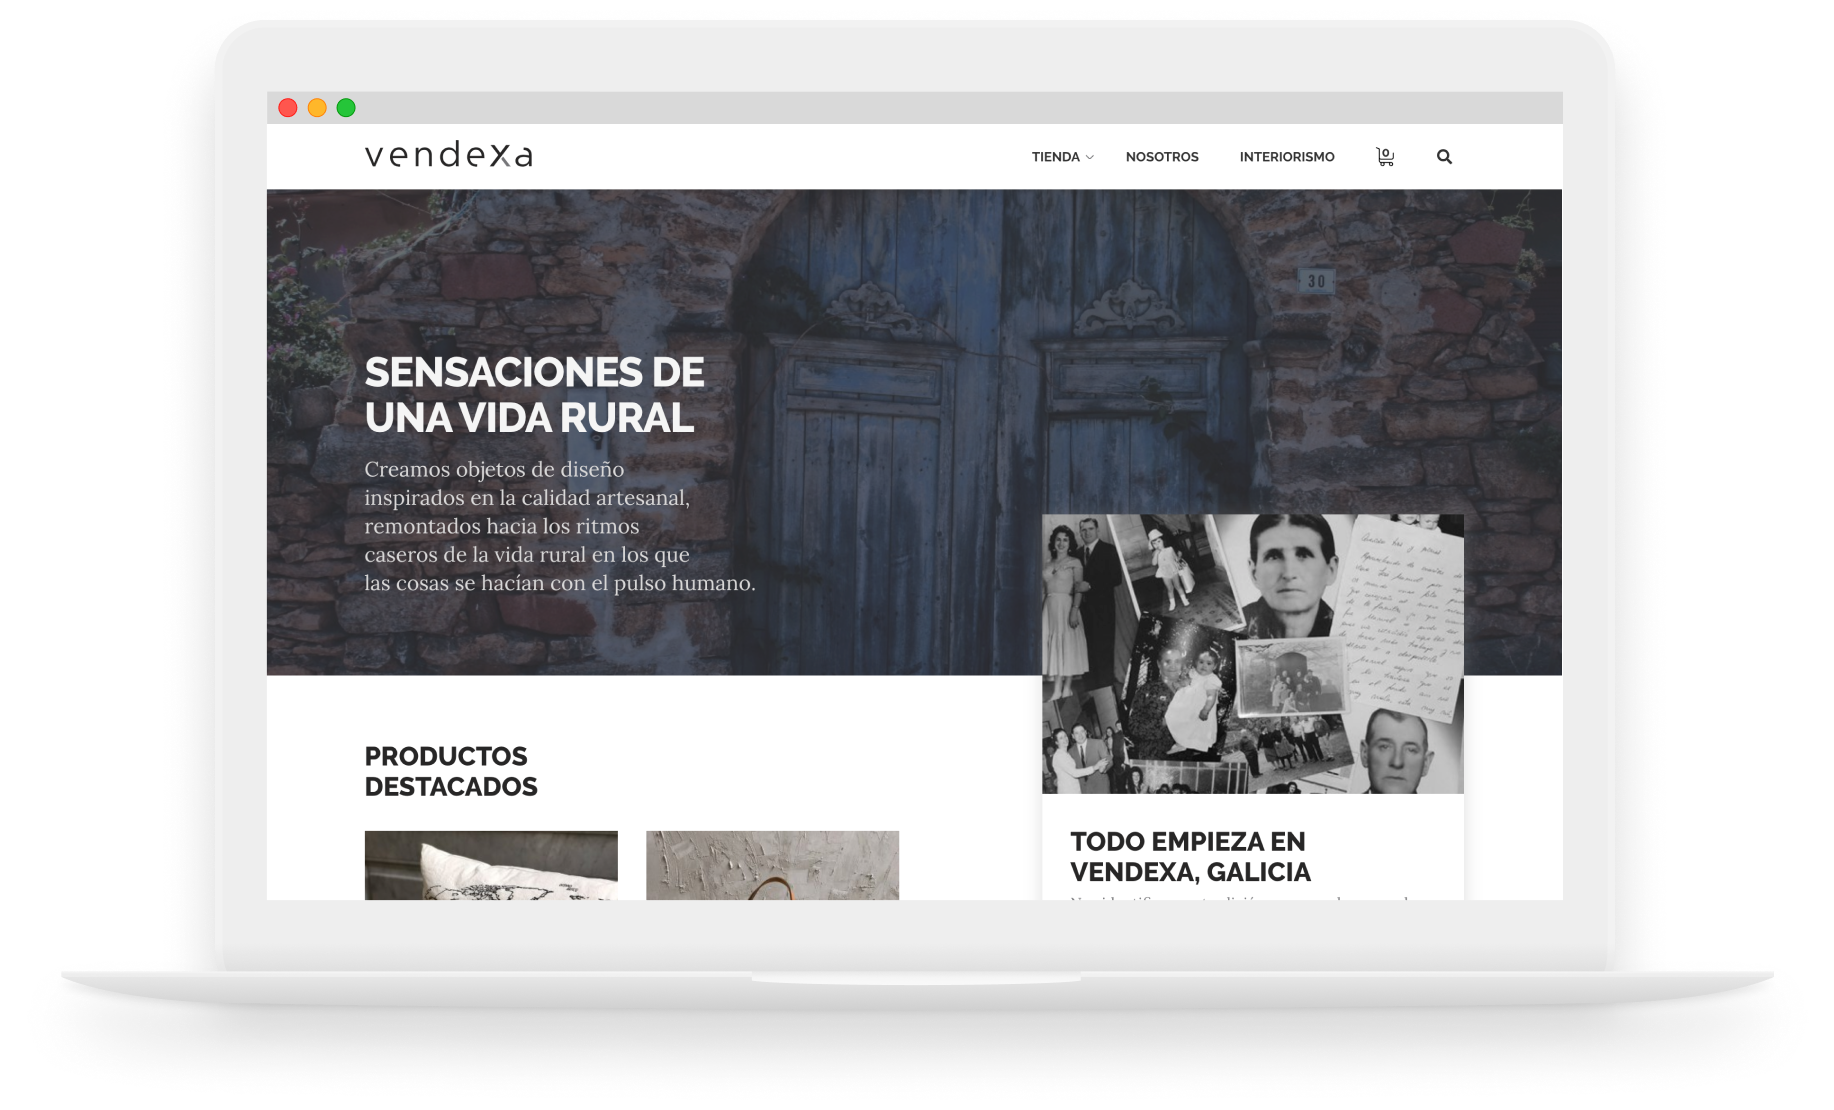 vendexa
TIENDA
NOSOTROS
INTERIORISMO
0
30
SENSACIONES DE
UNA VIDA RURAL
Creamos objetos de diseño
inspirados en la calidad artesanal,
remontados hacia los ritmos
caseros de la vida rural en los que
las cosas se hacían con el pulso humano.
PRODUCTOS
DESTACADOS
TODO EMPIEZA EN
VENDEXA, GALICIA